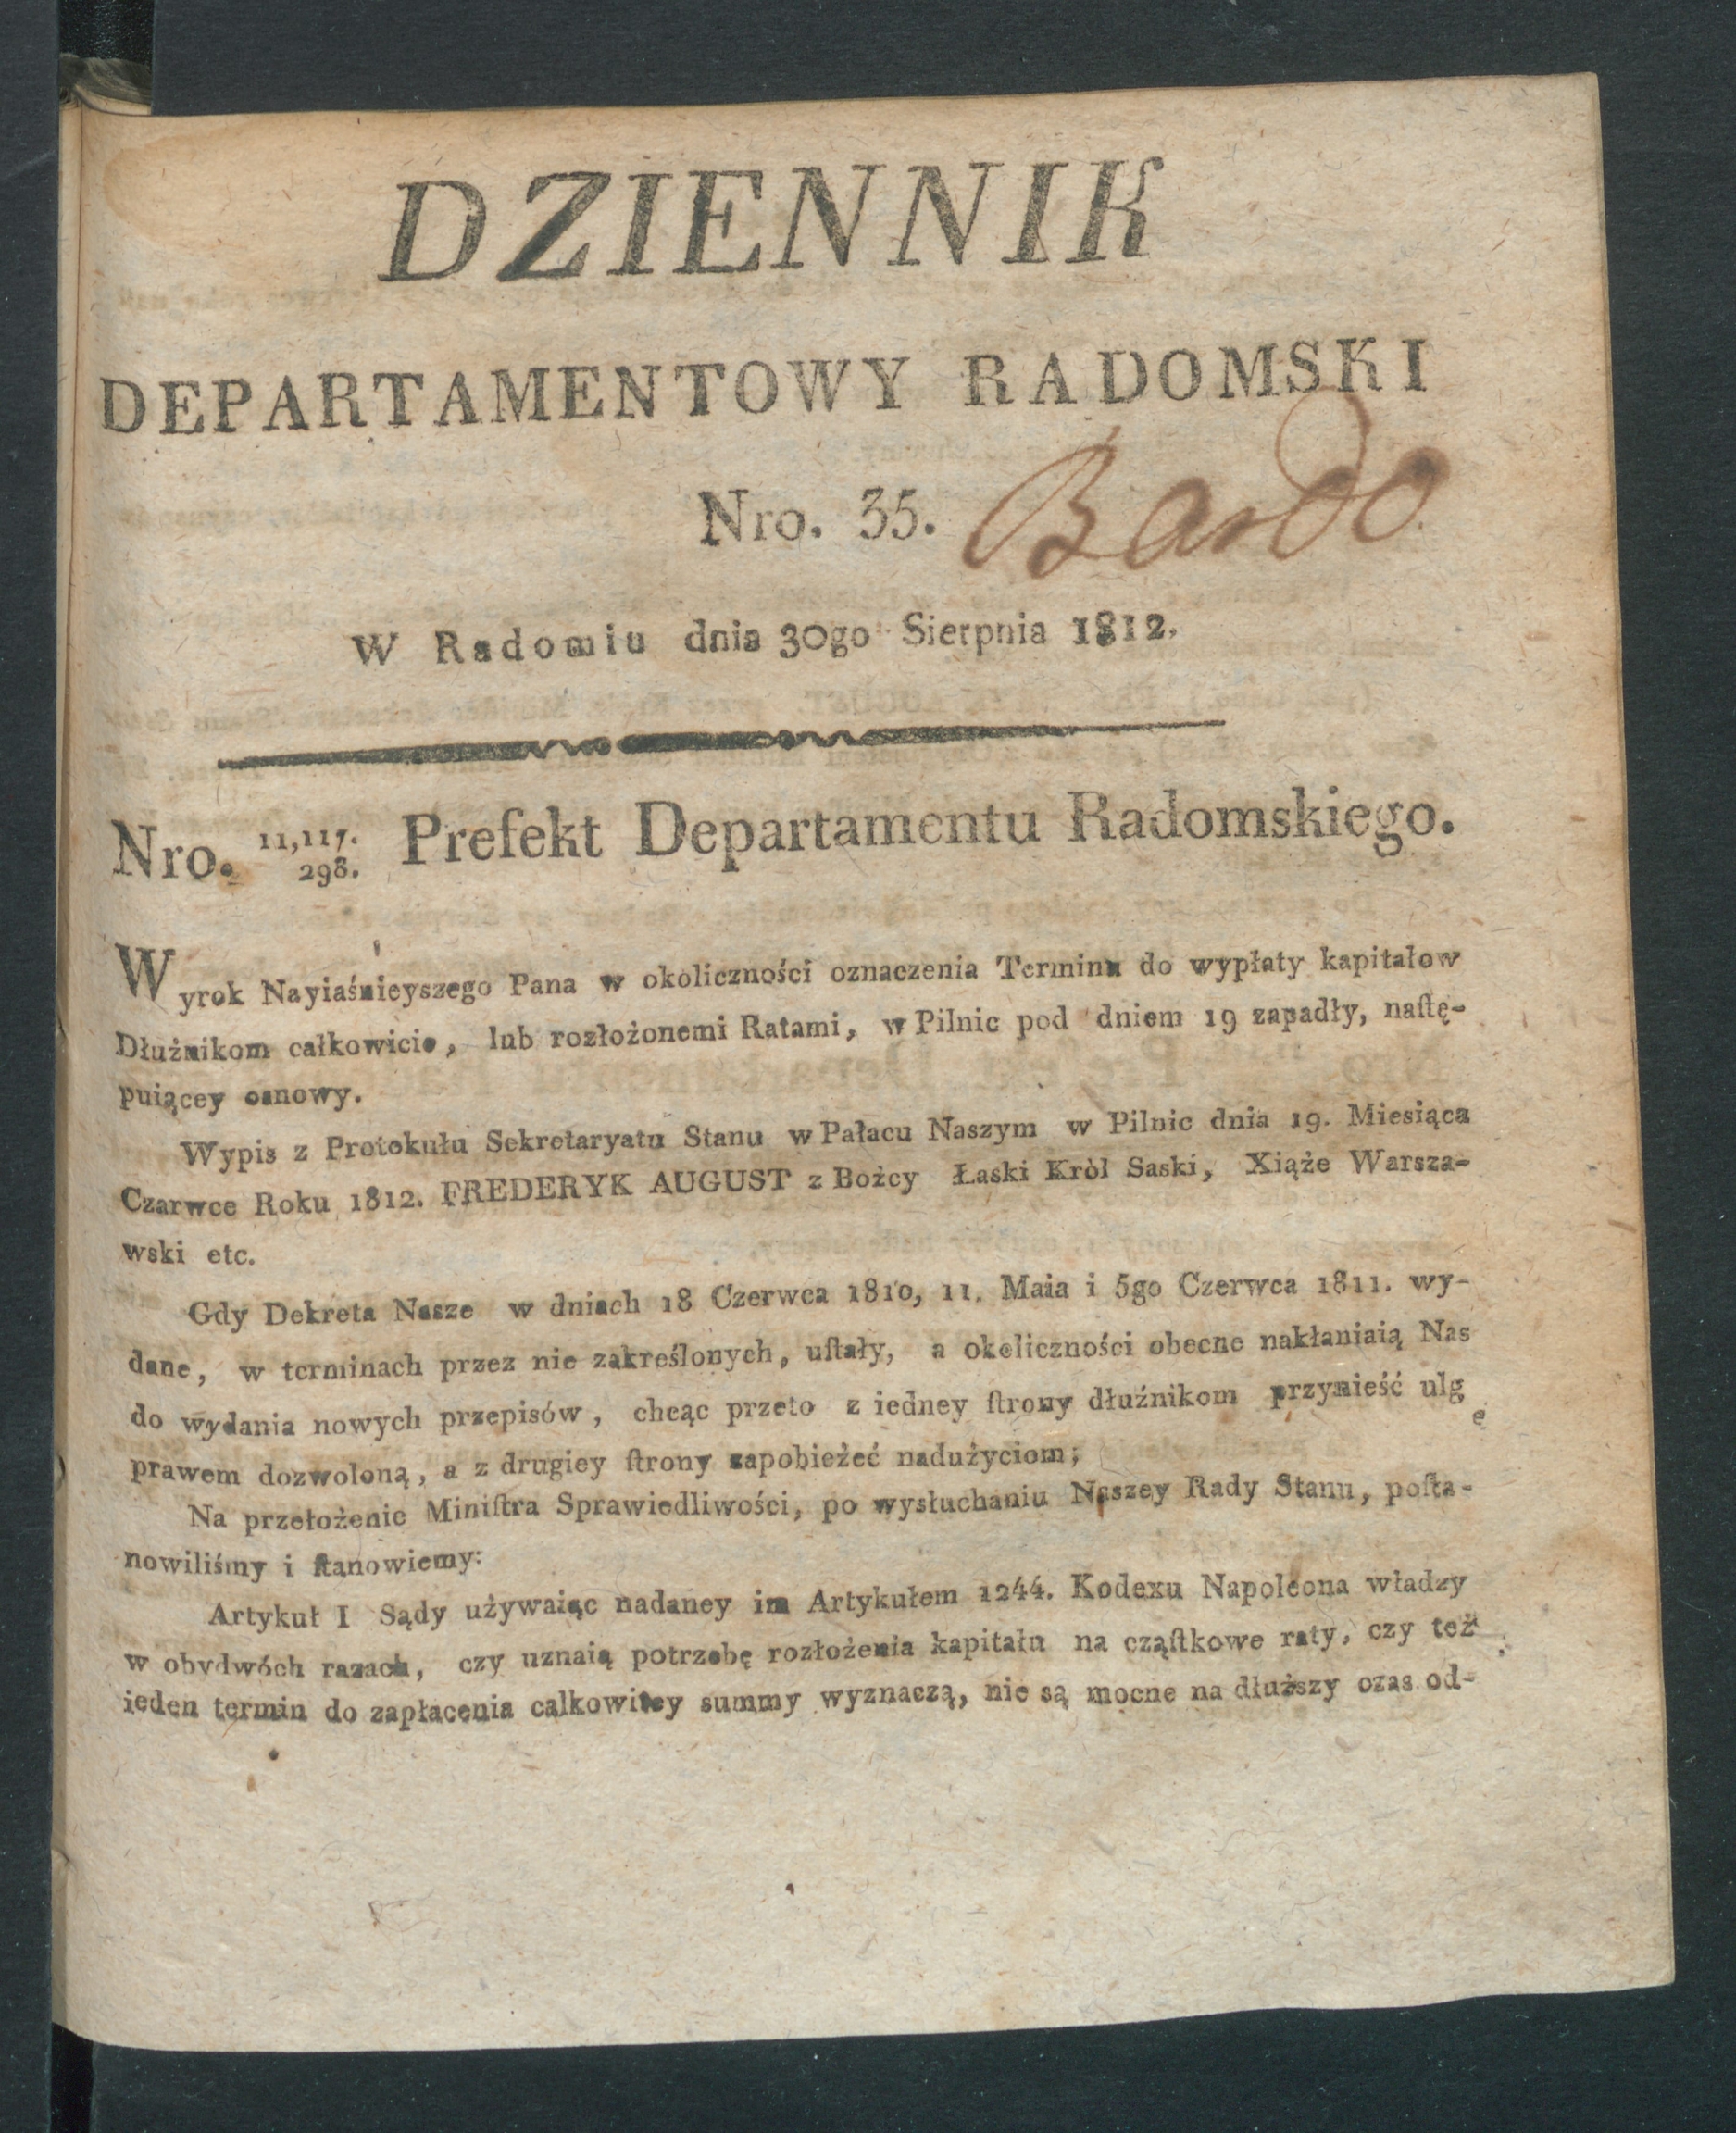 DZIENNIK
DEPARTAMENTOWY RADOMSKI
Nro. 35. Bardo
W Radomiu dnia 30go Sierpnia 1812.
Nro. 11,117. 298. Prefekt Departamentu Radomskiego.
Wyrok Nayiaśnieyszego Pana w okoliczności oznaczenia Terminu do wypłaty kapitałow
Dłużnikom całkowicie, lub rozłożonemi Ratami, w Pilnic pod dniem 19 zapadły, naſtę-
puiącey osnowy.
Wypis z Protokułu Sekretaryatu Stanu w Pałacu Naszym w Pilnic dnia 19. Miesiąca
Czarwce Roku 1812. FREDERYK AUGUST z Bożcy Łaski Kròl Saski, Xiąże Warsza-
wski etc.
Gdy Dekreta Nasze w dniach 18 Czerwca 1810, 11. Maia i 5go Czerwca 1811. wy-
dane, w terminach przez nie zakreślonych, uſtały, a okoliczności obecne nakłaniaią Nas
do wydania nowych przepisów, chcąc przeto z iedney ſtrony dłuźnikom przynieść ulgę
prawem dozwoloną, a z drugiey ſtrony zapobieżeć nadużyciom;
Na przełożenie Miniſtra Sprawiedliwości, po wysłuchaniu Naszey Rady Stanu, poſta-
nowiliśmy i ſtanowiemy:
Artykuł I Sądy używaiąc nadaney im Artykułem 1244. Kodexu Napoleona władzy
w obydwóch razach, czy uznaią potrzebę rozłożenia kapitału na cząſtkowe raty, czy też
ieden termin do zapłacenia calkowitey summy wyznaczą, nie są mocne na dłuższy czas od-